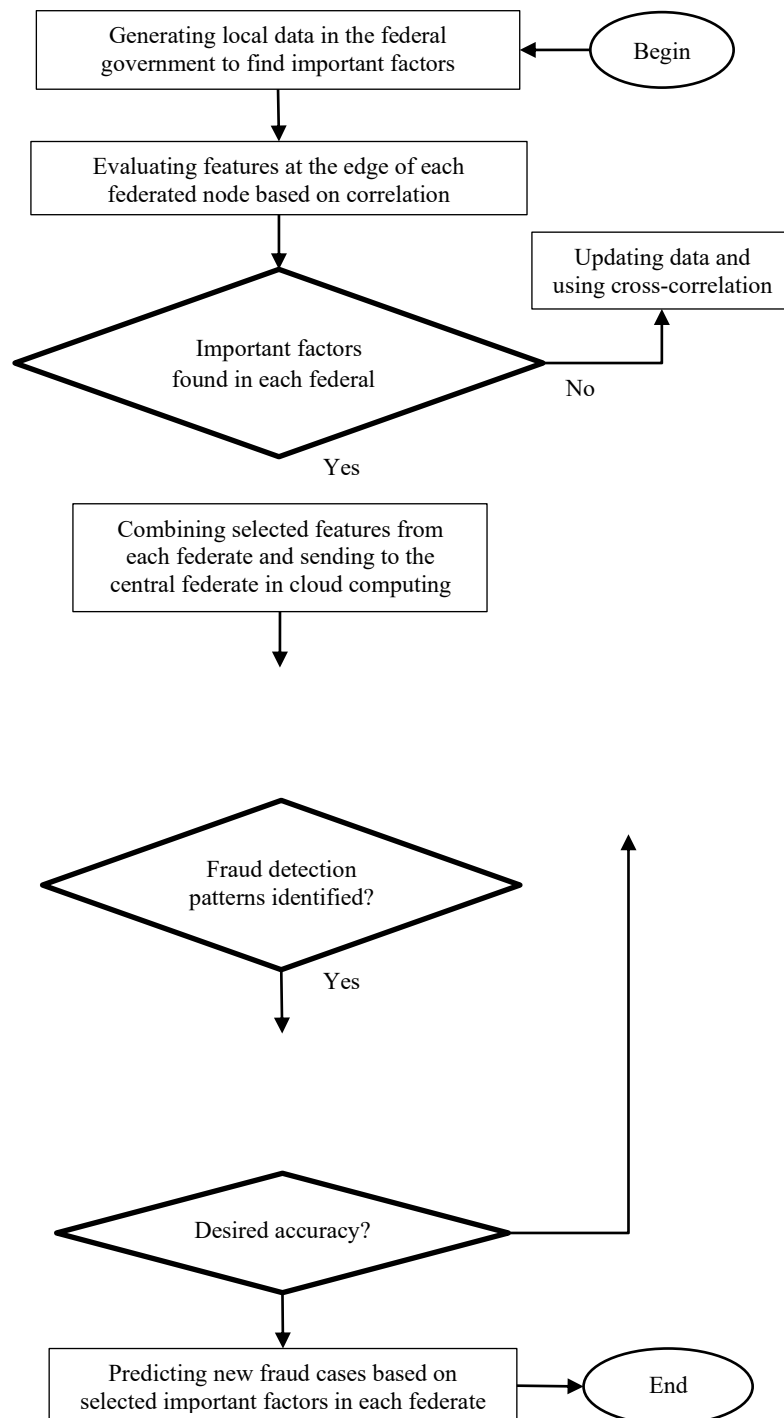 Generating local data in the federal
government to find important factors
Begin
Evaluating features at the edge of each
federated node based on correlation
Updating data and
using cross-correlation
Important factors
found in each federal
No
Yes
Combining selected features from
each federate and sending to the
central federate in cloud computing
Fraud detection
patterns identified?
Yes
Desired accuracy?
Predicting new fraud cases based on
selected important factors in each federate
End